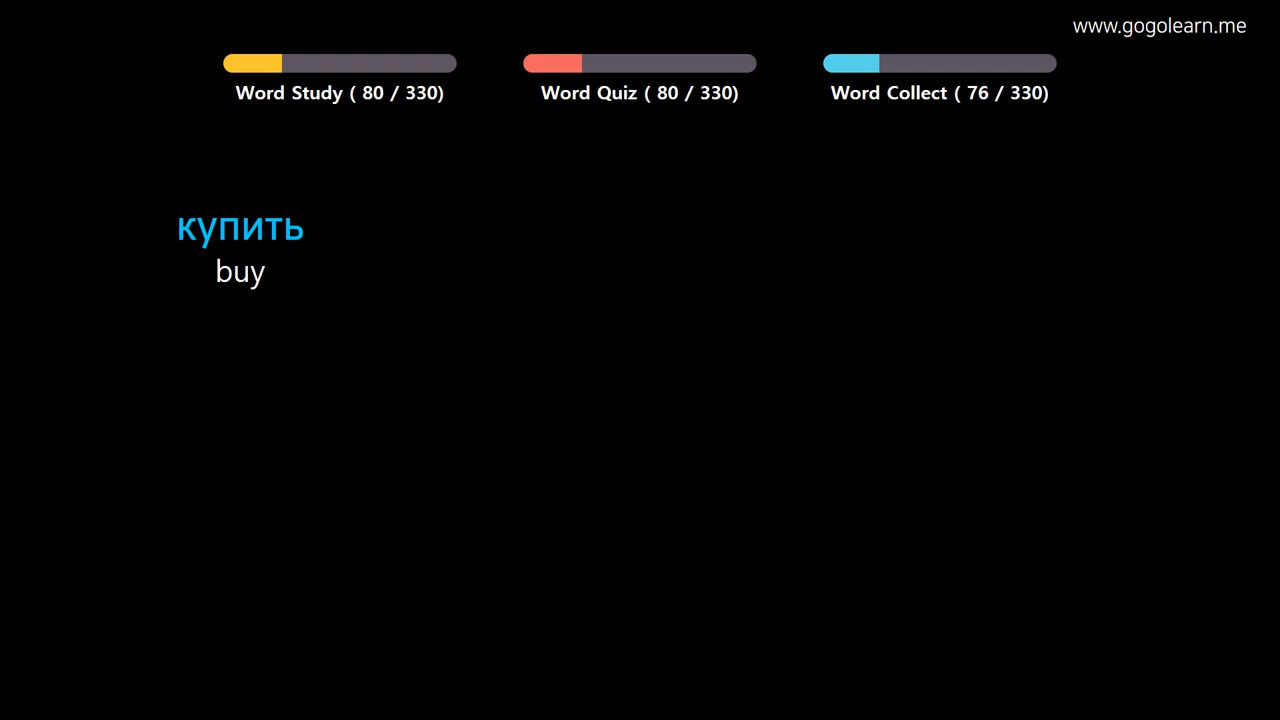 www.gogolearn.me
Word Study ( 80 / 330)
Word Quiz ( 80 / 330)
Word Collect ( 76 / 330)
купить
buy